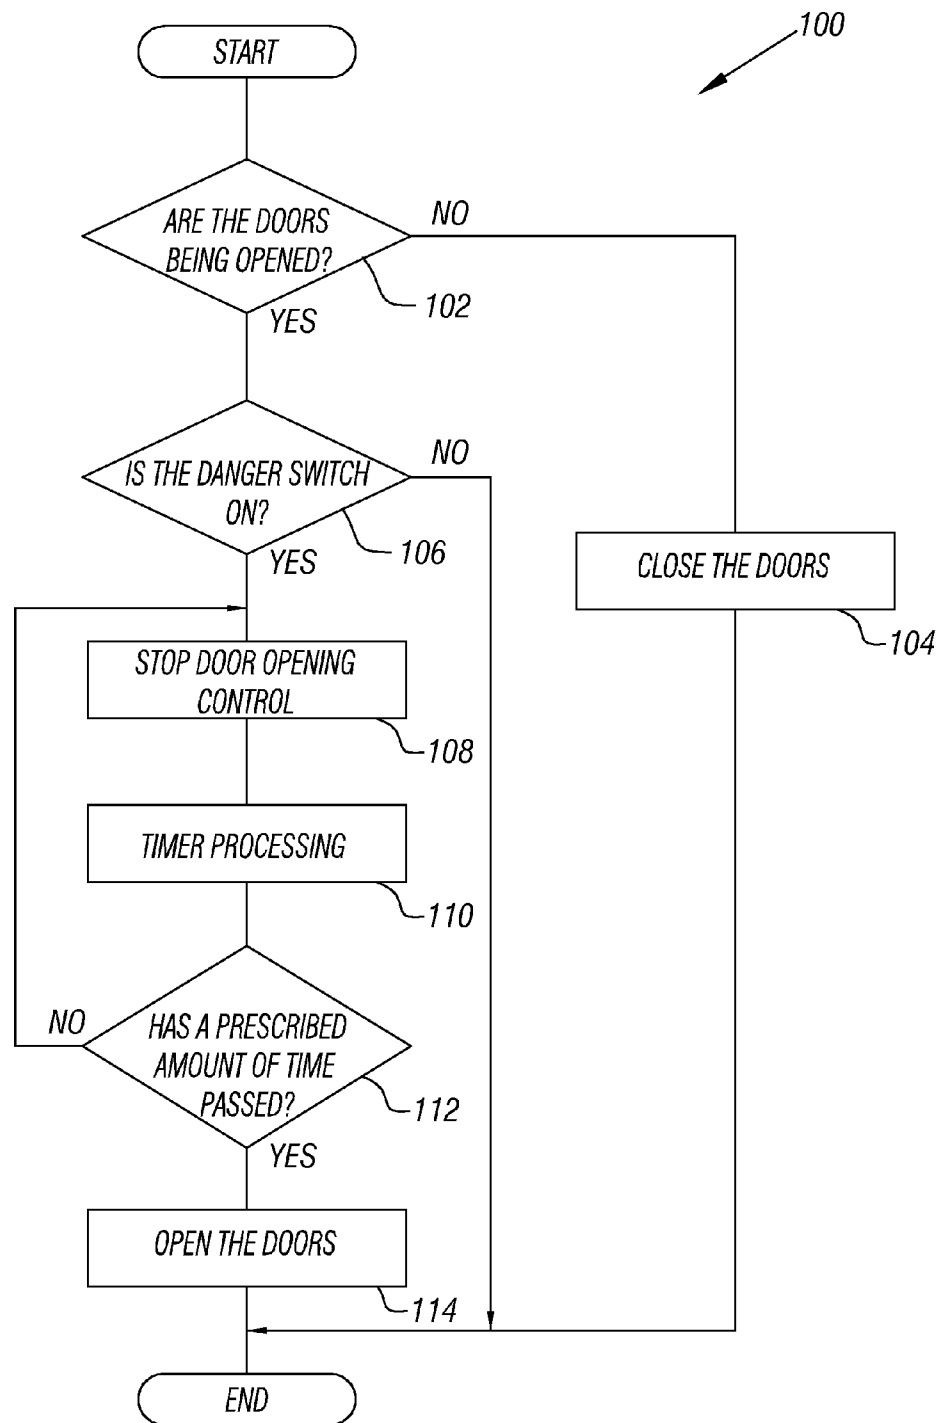 START
100
ARE THE DOORS
BEING OPENED?
NO
102
YES
IS THE DANGER SWITCH
ON?
NO
106
YES
CLOSE THE DOORS
104
STOP DOOR OPENING
CONTROL
108
TIMER PROCESSING
110
HAS A PRESCRIBED
AMOUNT OF TIME
PASSED?
NO
112
YES
OPEN THE DOORS
114
END